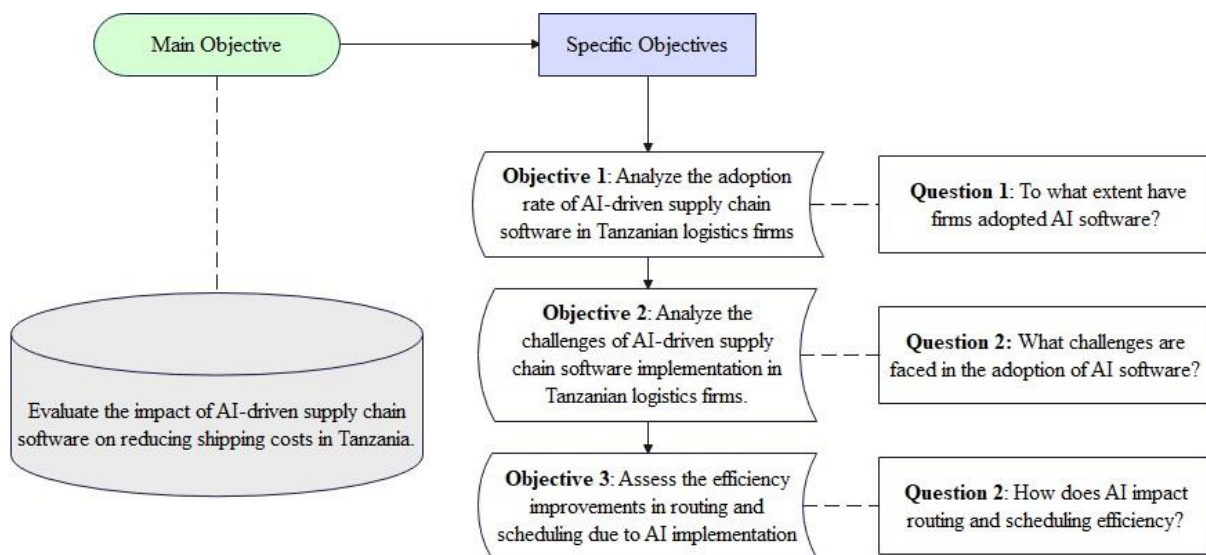 Main Objective
Specific Objectives
Objective 1: Analyze the adoption
rate of AI-driven supply chain
software in Tanzanian logistics firms
Question 1: To what extent have
firms adopted AI software?
Objective 2: Analyze the
challenges of AI-driven supply
chain software implementation in
Tanzanian logistics firms.
Question 2: What challenges are
faced in the adoption of AI software?
Evaluate the impact of AI-driven supply chain
software on reducing shipping costs in Tanzania.
Objective 3: Assess the efficiency
improvements in routing and
scheduling due to AI implementation
Question 2: How does AI impact
routing and scheduling efficiency?